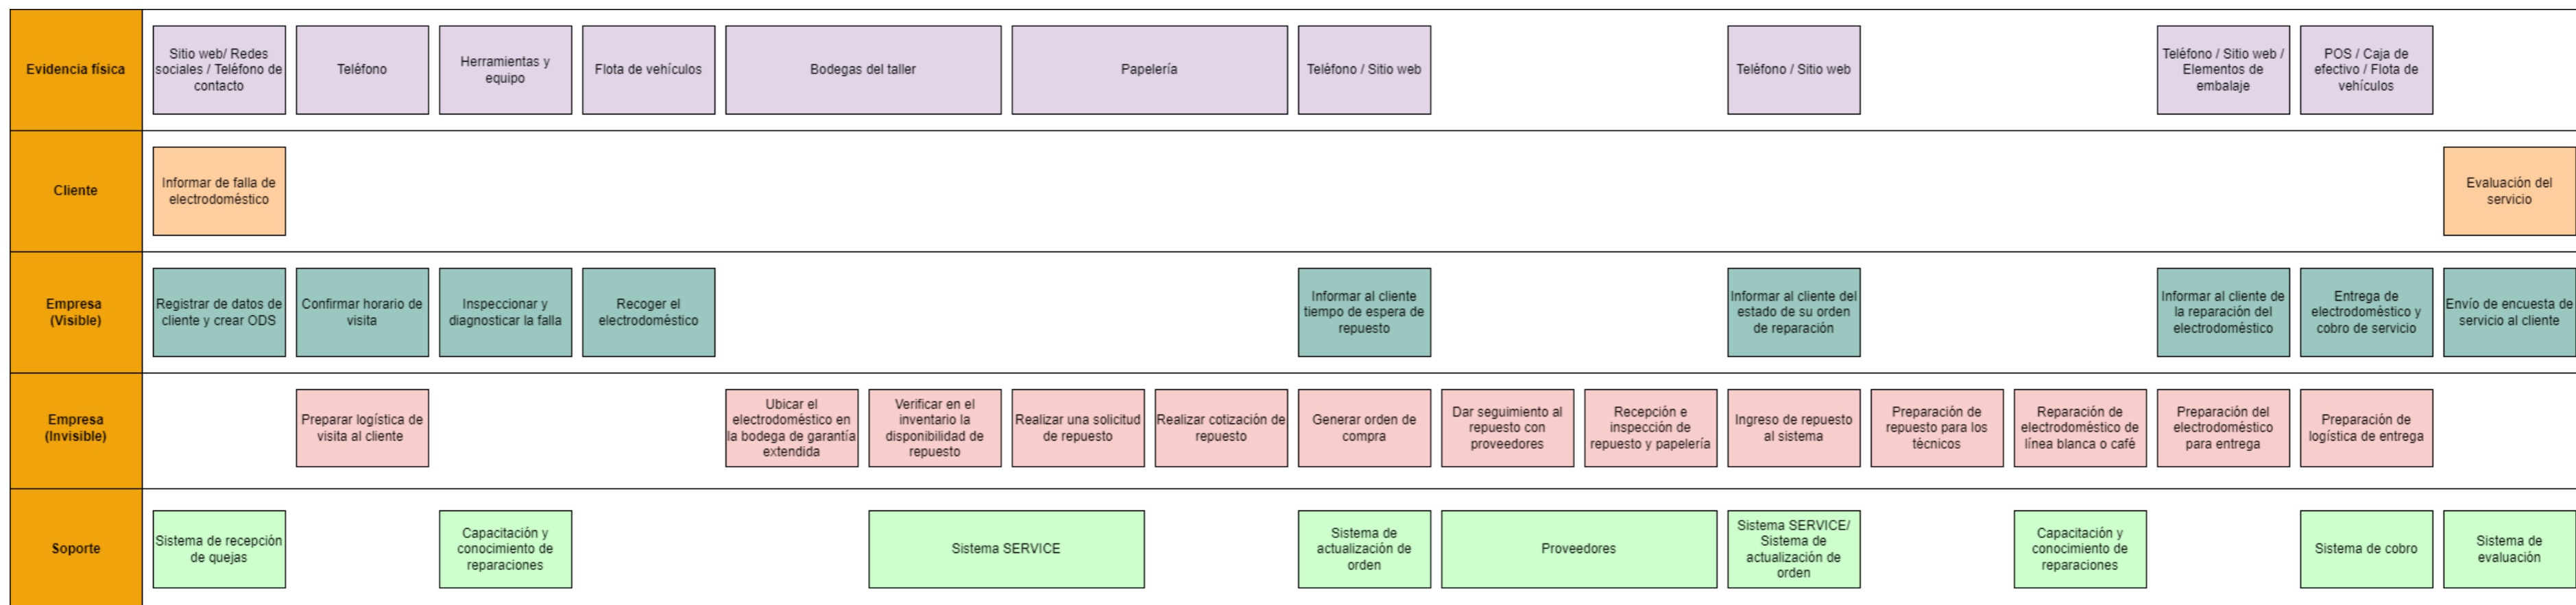 Evidencia física
Sitio web/ Redes
sociales / Teléfono de
contacto
Teléfono
Herramientas y
equipo
Flota de vehículos
Bodegas del taller
Papelería
Teléfono / Sitio web
Teléfono / Sitio web
Teléfono / Sitio web /
Elementos de
embalaje
POS / Caja de
efectivo / Flota de
vehículos
Cliente
Informar de falla de
electrodoméstico
Evaluación del
servicio
Empresa
(Visible)
Registrar de datos de
cliente y crear ODS
Confirmar horario de
visita
Inspeccionar y
diagnosticar la falla
Recoger el
electrodoméstico
Informar al cliente
tiempo de espera de
repuesto
Informar al cliente del
estado de su orden
de reparación
Informar al cliente de
la reparación del
electrodoméstico
Entrega de
electrodoméstico y
cobro de servicio
Envío de encuesta de
servicio al cliente
Empresa
(Invisible)
Preparar logística de
visita al cliente
Ubicar el
electrodoméstico en
la bodega de garantía
extendida
Verificar en el
inventario la
disponibilidad de
repuesto
Realizar una solicitud
de repuesto
Realizar cotización de
repuesto
Generar orden de
compra
Dar seguimiento al
repuesto con
proveedores
Recepción e
inspección de
repuesto y papelería
Ingreso de repuesto
al sistema
Preparación de
repuesto para los
técnicos
Reparación de
electrodoméstico de
línea blanca o café
Preparación del
electrodoméstico
para entrega
Preparación de
logística de entrega
Soporte
Sistema de recepción
de quejas
Capacitación y
conocimiento de
reparaciones
Sistema SERVICE
Sistema de
actualización de
orden
Proveedores
Sistema SERVICE/
Sistema de
actualización de
orden
Capacitación y
conocimiento de
reparaciones
Sistema de cobro
Sistema de
evaluación